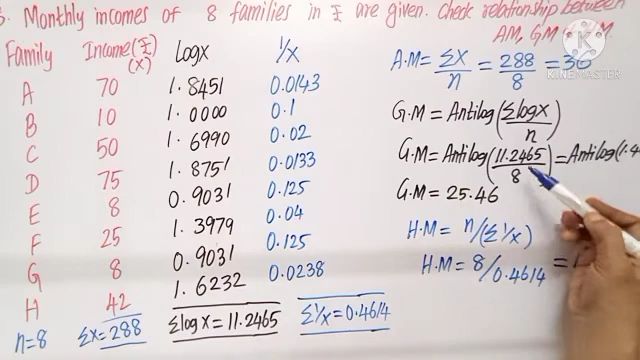 Monthly incomes of 8 families in ₹ are given. Check relationship between
AM, GM
KINEMASTER
Family Income(₹) (X) logx 1/x
A 70 1.8451 0.0143
B 10 1.0000 0.1
C 50 1.6990 0.02
D 75 1.8751 0.0133
E 8 0.9031 0.125
F 25 1.3979 0.04
G 8 0.9031 0.125
H 42 1.6232 0.0238
n=8 Σx=288 Σlogx=11.2465 Σ1/x=0.4614
A.M = Σx/n = 288/8 = 36
G.M = Antilog(Σlogx/n)
G.M = Antilog(11.2465/8) = Antilog(1.4
G.M = 25.46
H.M = n/(Σ1/x)
H.M = 8/0.4614 =